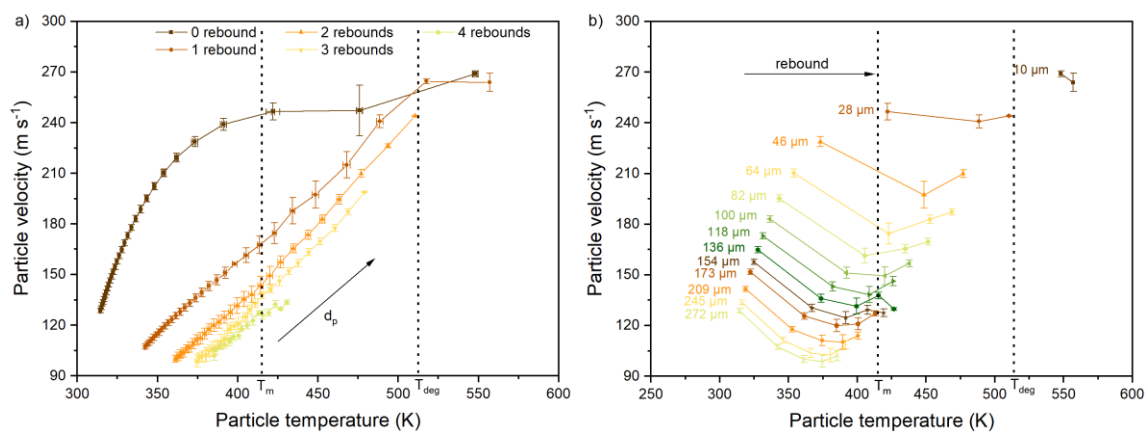 a)
300
270
240
210
180
150
120
90
Particle velocity (m s⁻¹)
0 rebound
2 rebounds
4 rebounds
1 rebound
3 rebounds
dₚ
Tₘ
T_deg
300
350
400
450
500
550
600
Particle temperature (K)
b)
300
270
240
210
180
150
120
90
Particle velocity (m s⁻¹)
rebound
10 µm
28 µm
46 µm
64 µm
82 µm
100 µm
118 µm
136 µm
154 µm
173 µm
209 µm
245 µm
272 µm
Tₘ
T_deg
250
300
350
400
450
500
550
600
Particle temperature (K)